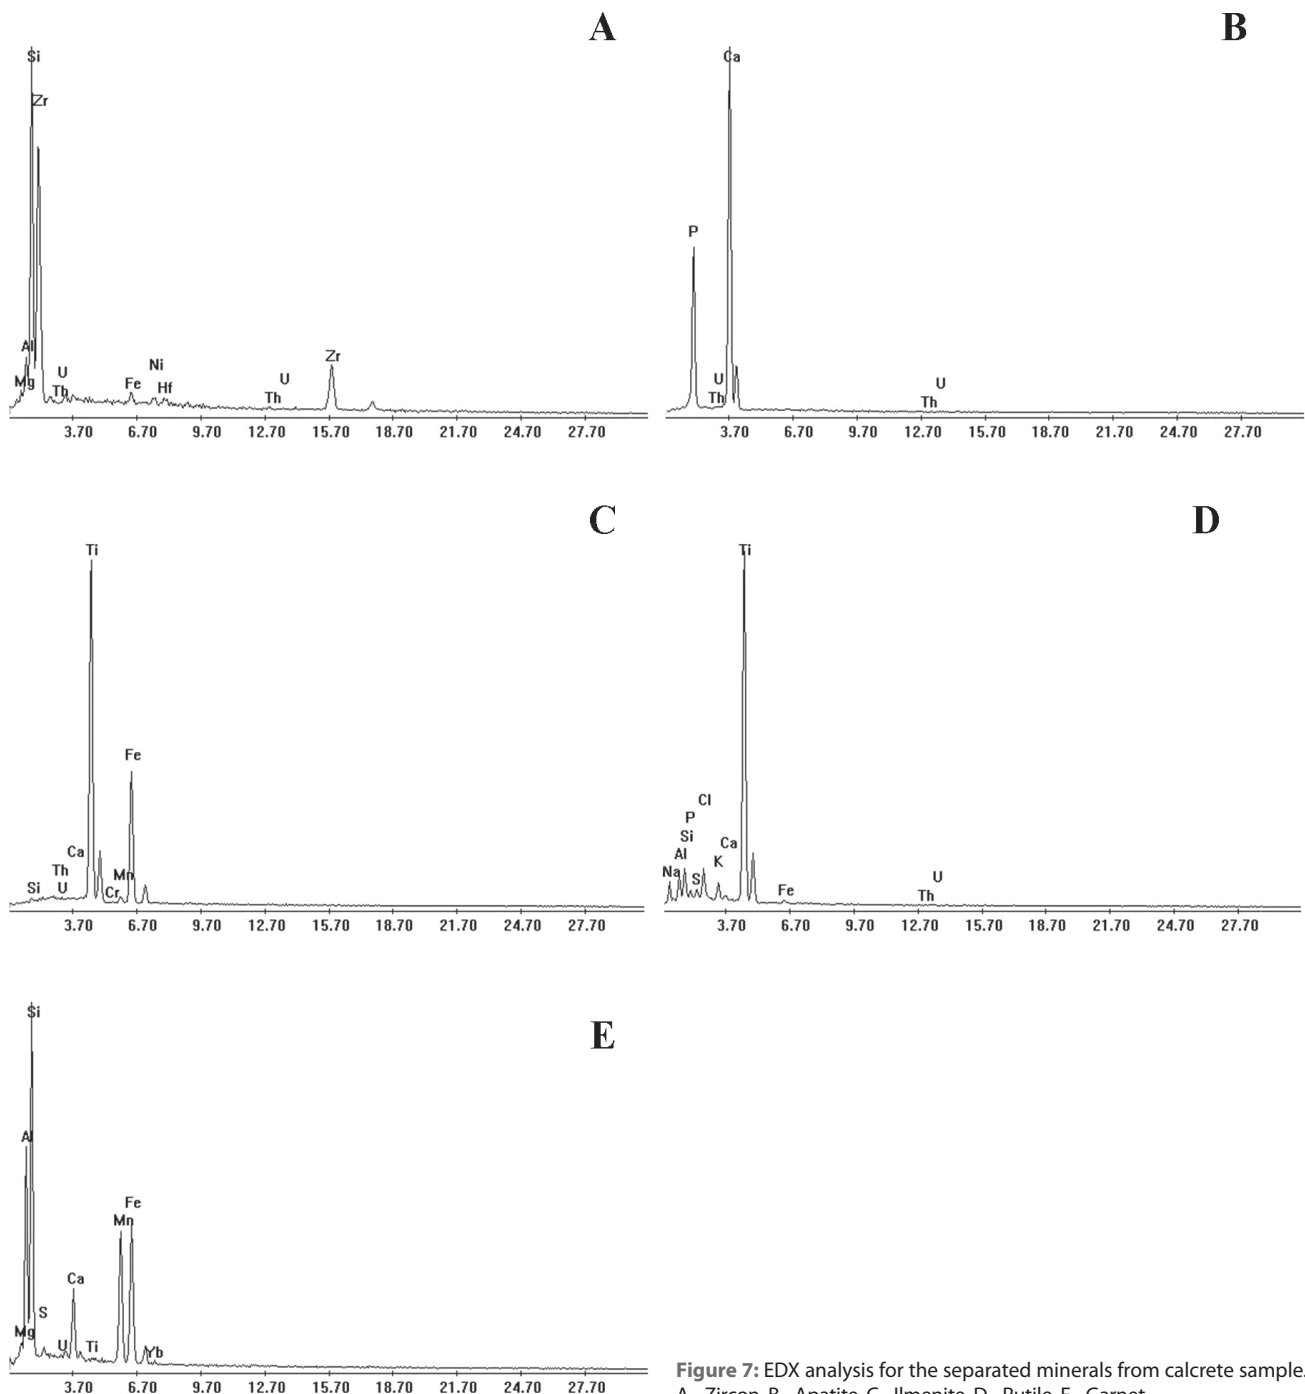 A
Si
Zr
Al
Mg
U
Th
Fe
Ni
Hf
U
Th
Zr
3.70 6.70 9.70 12.70 15.70 18.70 21.70 24.70 27.70
B
Ca
P
U
Th
U
Th
3.70 6.70 9.70 12.70 15.70 18.70 21.70 24.70 27.70
C
Ti
Fe
Ca
Th
U
Si
Cr
Mn
3.70 6.70 9.70 12.70 15.70 18.70 21.70 24.70 27.70
D
Ti
Cl
P
Si
Al
Na
S
K
Ca
Fe
U
Th
3.70 6.70 9.70 12.70 15.70 18.70 21.70 24.70 27.70
E
Si
Al
Mg
S
U
Ca
Ti
Mn
Fe
Yb
3.70 6.70 9.70 12.70 15.70 18.70 21.70 24.70 27.70
Figure 7: EDX analysis for the separated minerals from calcrete sample.
A- Zircon B- Apatite C- Ilmenite D- Rutile E- Garnet